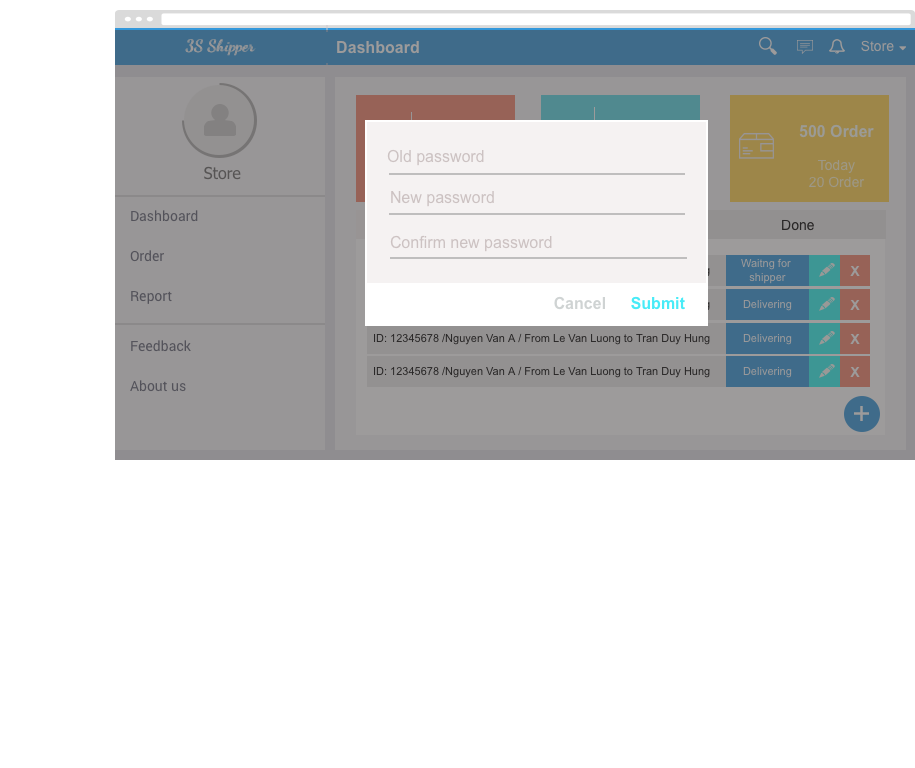 3S Shipper
Dashboard
Store
Store
Dashboard
Order
Report
Feedback
About us
500 Order
Today
20 Order
Done
Old password
New password
Confirm new password
Cancel
Submit
Waitng for
shipper
X
Delivering
X
ID: 12345678 /Nguyen Van A / From Le Van Luong to Tran Duy Hung
Delivering
X
ID: 12345678 /Nguyen Van A / From Le Van Luong to Tran Duy Hung
Delivering
X